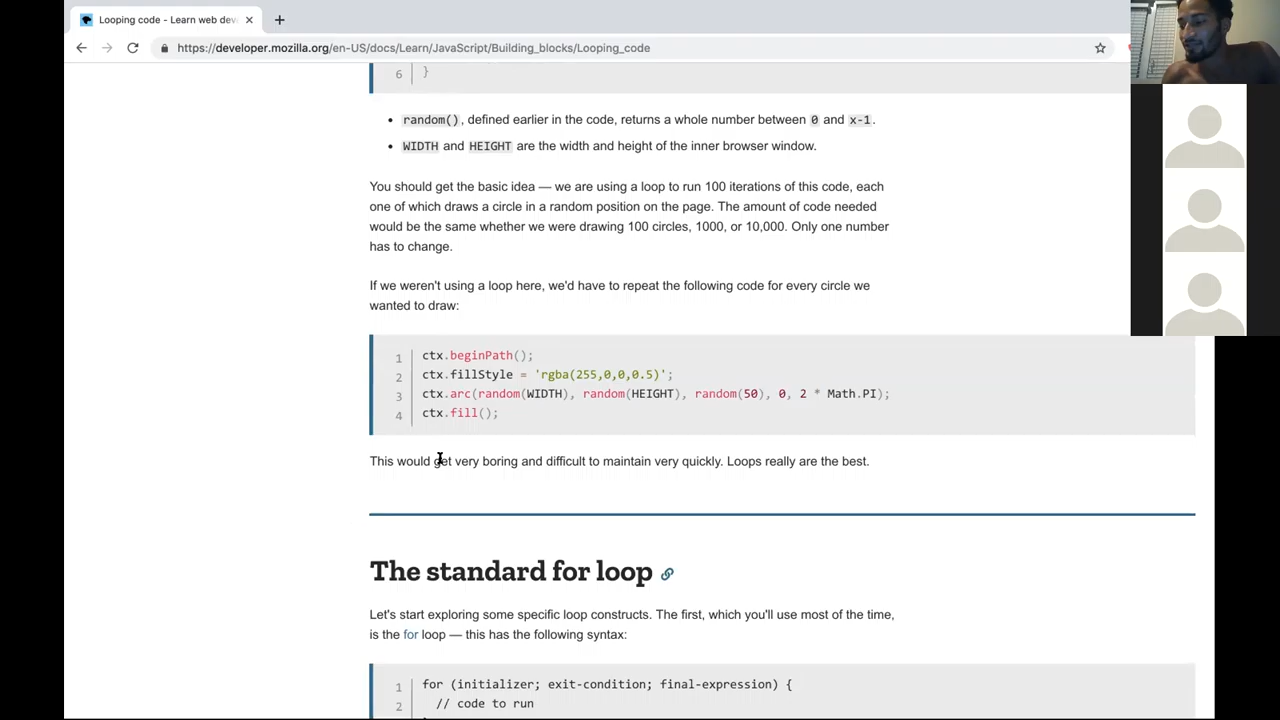 Looping code - Learn web dev
https://developer.mozilla.org/en-US/docs/Learn/JavaScript/Building_blocks/Looping_code
6 }
• random(), defined earlier in the code, returns a whole number between 0 and x-1.
• WIDTH and HEIGHT are the width and height of the inner browser window.
You should get the basic idea — we are using a loop to run 100 iterations of this code, each
one of which draws a circle in a random position on the page. The amount of code needed
would be the same whether we were drawing 100 circles, 1000, or 10,000. Only one number
has to change.
If we weren't using a loop here, we'd have to repeat the following code for every circle we
wanted to draw:
1 ctx.beginPath();
2 ctx.fillStyle = 'rgba(255,0,0,0.5)';
3 ctx.arc(random(WIDTH), random(HEIGHT), random(50), 0, 2 * Math.PI);
4 ctx.fill();
This would get very boring and difficult to maintain very quickly. Loops really are the best.
The standard for loop
Let's start exploring some specific loop constructs. The first, which you'll use most of the time,
is the for loop — this has the following syntax:
1 for (initializer; exit-condition; final-expression) {
2 // code to run